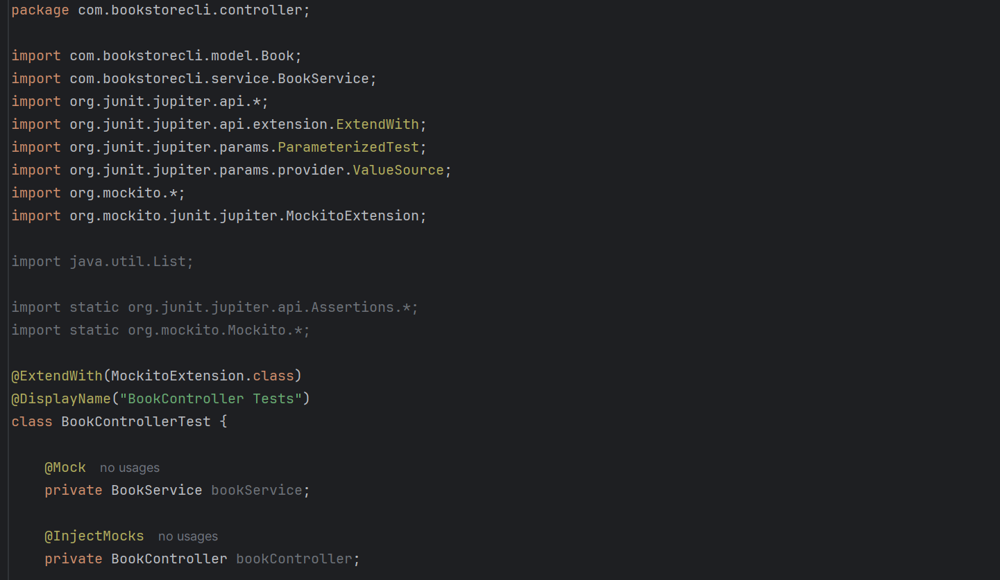 package com.bookstorecli.controller;
import com.bookstorecli.model.Book;
import com.bookstorecli.service.BookService;
import org.junit.jupiter.api.*;
import org.junit.jupiter.api.extension.ExtendWith;
import org.junit.jupiter.params.ParameterizedTest;
import org.junit.jupiter.params.provider.ValueSource;
import org.mockito.*;
import org.mockito.junit.jupiter.MockitoExtension;
import java.util.List;
import static org.junit.jupiter.api.Assertions.*;
import static org.mockito.Mockito.*;
@ExtendWith(MockitoExtension.class)
@DisplayName("BookController Tests")
class BookControllerTest {
@Mock no usages
private BookService bookService;
@InjectMocks no usages
private BookController bookController;